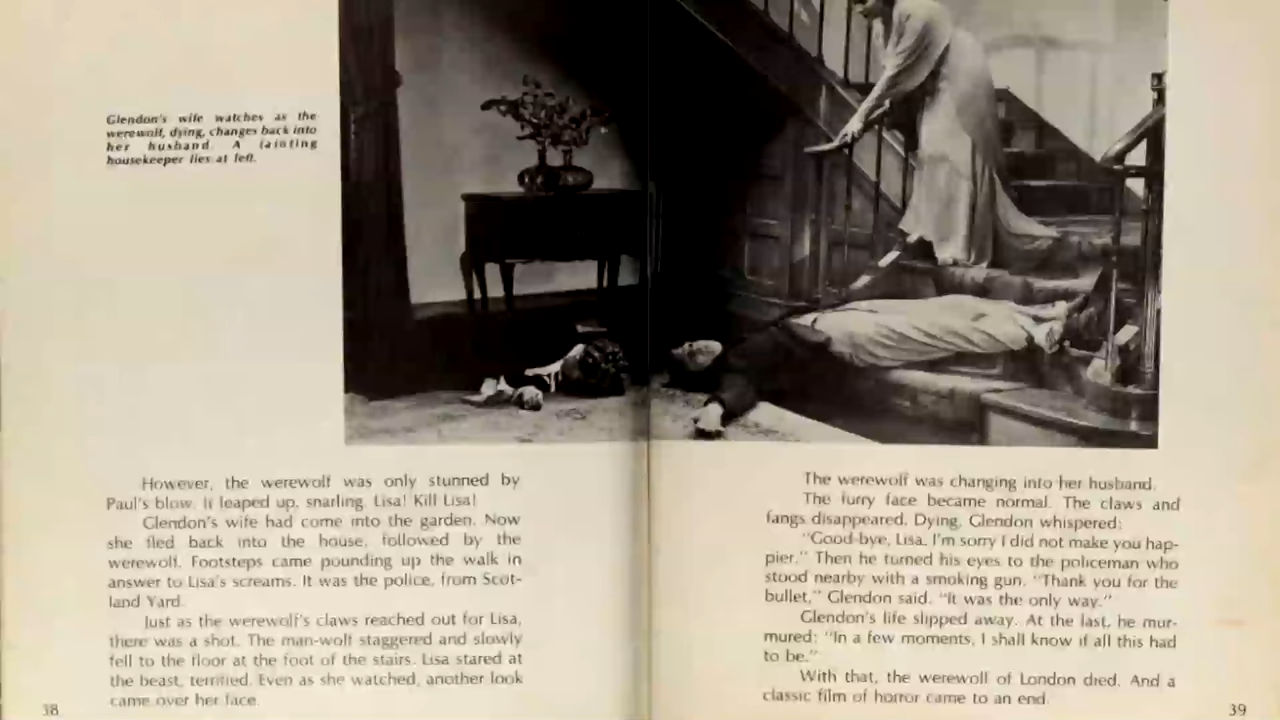 Glendon's wife watches as the
werewolf, dying, changes back into
her husband. A fainting
housekeeper lies at left.
However, the werewolf was only stunned by
Paul's blow. It leaped up, snarling. Lisa! Kill Lisa!
Glendon's wife had come into the garden. Now
she fled back into the house, followed by the
werewolf. Footsteps came pounding up the walk in
answer to Lisa's screams. It was the police, from Scot-
land Yard.
Just as the werewolf's claws reached out for Lisa,
there was a shot. The man-wolf staggered and slowly
fell to the floor at the foot of the stairs. Lisa stared at
the beast, terrified. Even as she watched, another look
came over her face.
38
The werewolf was changing into her husband.
The furry face became normal. The claws and
fangs disappeared. Dying, Glendon whispered:
"Good-bye, Lisa. I'm sorry I did not make you hap-
pier." Then he turned his eyes to the policeman who
stood nearby with a smoking gun. "Thank you for the
bullet," Glendon said. "It was the only way."
Glendon's life slipped away. At the last, he mur-
mured: "In a few moments, I shall know if all this had
to be."
With that, the werewolf of London died. And a
classic film of horror came to an end.
39